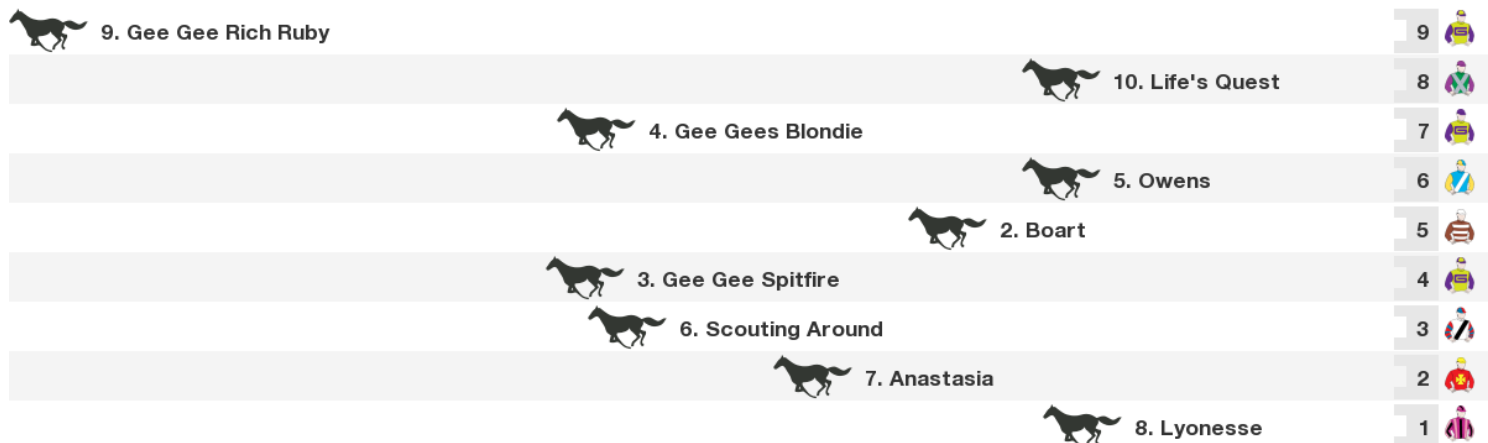 9. Gee Gee Rich Ruby 9
10. Life's Quest 8
4. Gee Gees Blondie 7
5. Owens 6
2. Boart 5
3. Gee Gee Spitfire 4
6. Scouting Around 3
7. Anastasia 2
8. Lyonesse 1